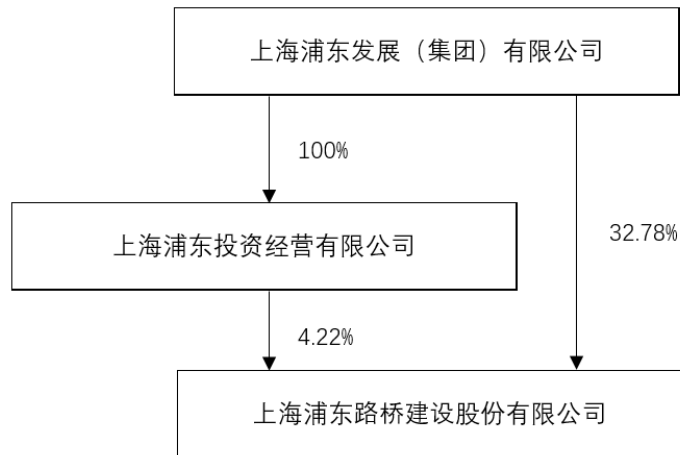 上海浦东发展（集团）有限公司
100%
上海浦东投资经营有限公司
32.78%
4.22%
上海浦东路桥建设股份有限公司